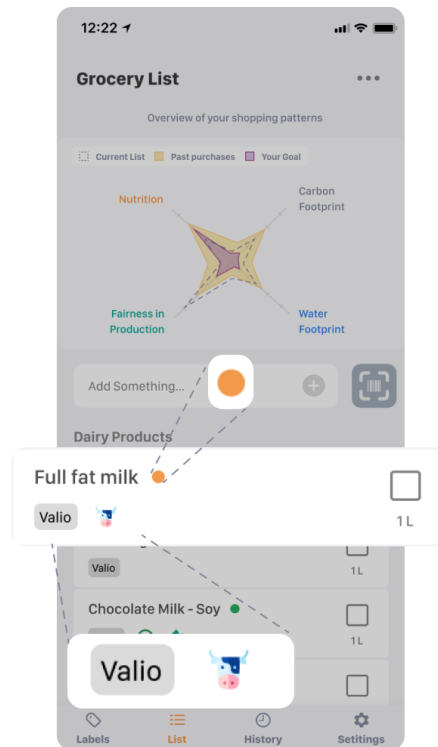 12:22
Grocery List
Overview of your shopping patterns
Current List Past purchases Your Goal
Nutrition
Carbon
Footprint
Fairness in
Production
Water
Footprint
Add Something...
Dairy Products
Full fat milk
Valio
1 L
Valio
1 L
Chocolate Milk - Soy
1 L
Valio
Labels List History Setitings